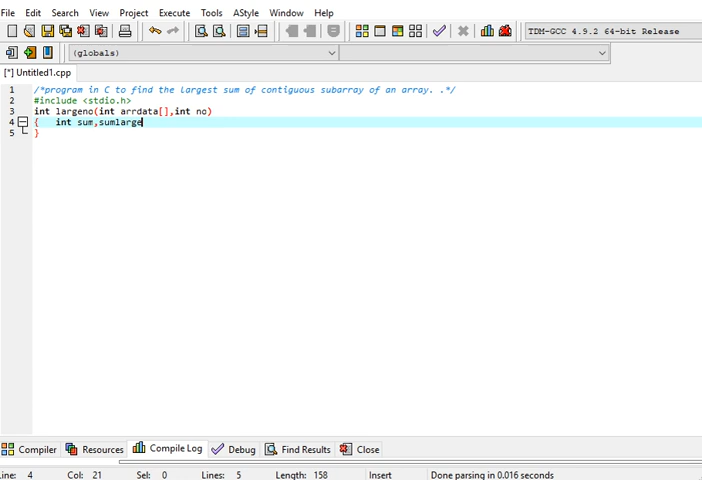 File Edit Search View Project Execute Tools AStyle Window Help
TDM-GCC 4.9.2 64-bit Release
(globals)
[*] Untitled1.cpp
1 /*program in C to find the largest sum of contiguous subarray of an array. .*/
2 #include <stdio.h>
3 int largeno(int arrdata[],int no)
4 { int sum,sumlarge
5 }
Compiler Resources Compile Log Debug Find Results Close
Line: 4 Col: 21 Sel: 0 Lines: 5 Length: 158 Insert Done parsing in 0.016 seconds